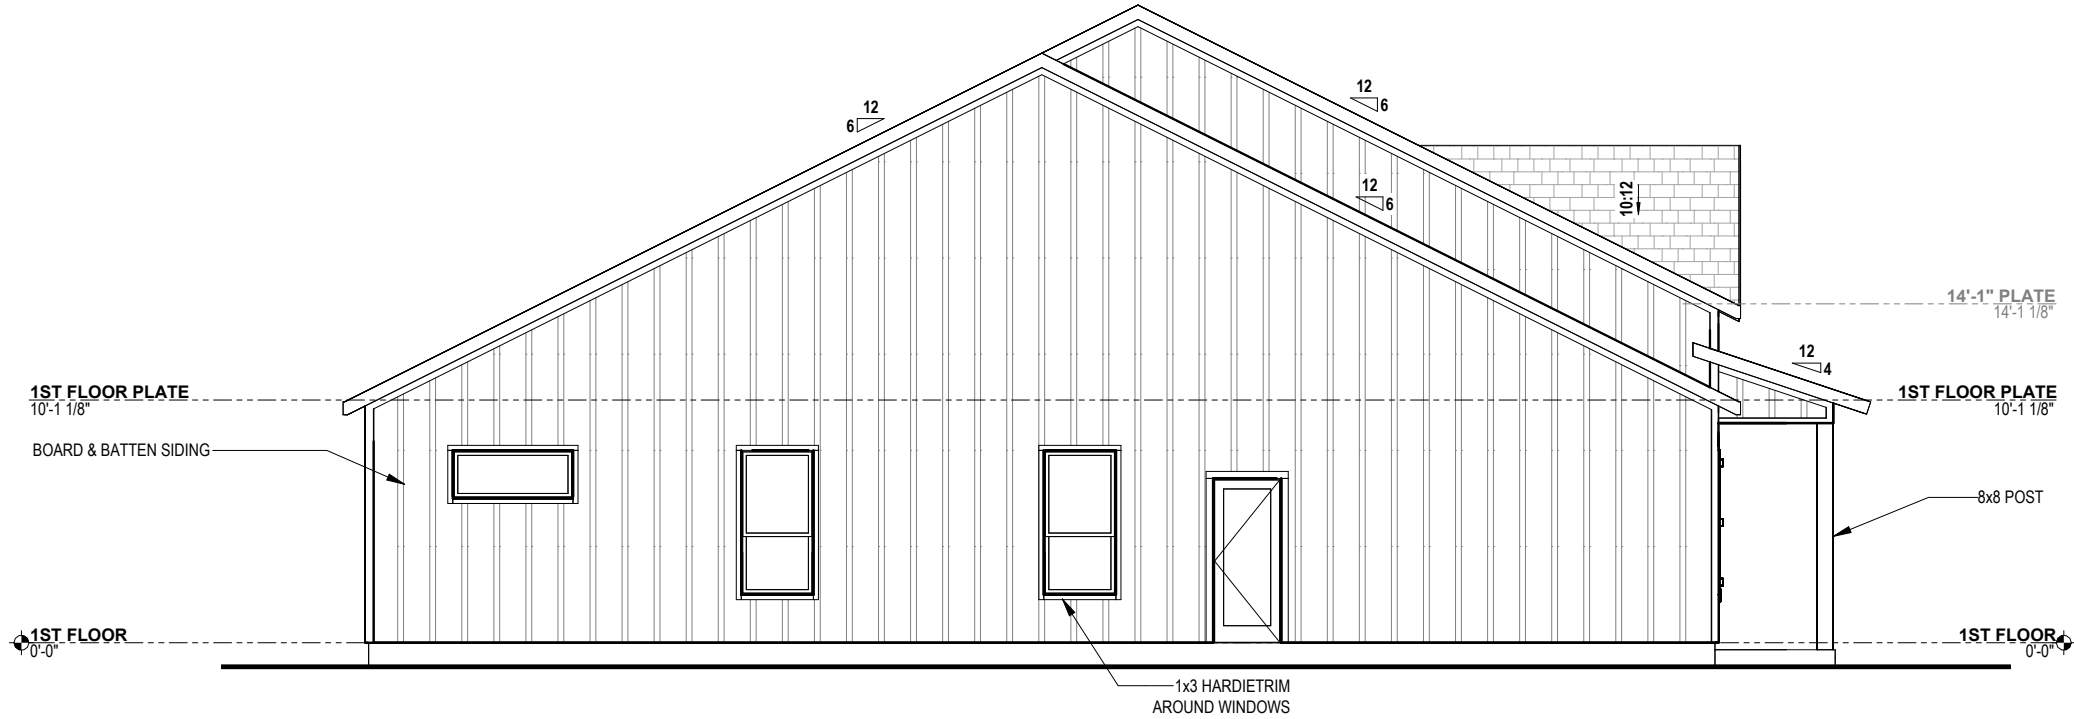 12
6
12
6
12
6
10:12
14'-1" PLATE
14'-1 1/8"
12
4
1ST FLOOR PLATE
10'-1 1/8"
1ST FLOOR PLATE
10'-1 1/8"
BOARD & BATTEN SIDING
8x8 POST
1ST FLOOR
0'-0"
1ST FLOOR
0'-0"
1x3 HARDIETRIM
AROUND WINDOWS